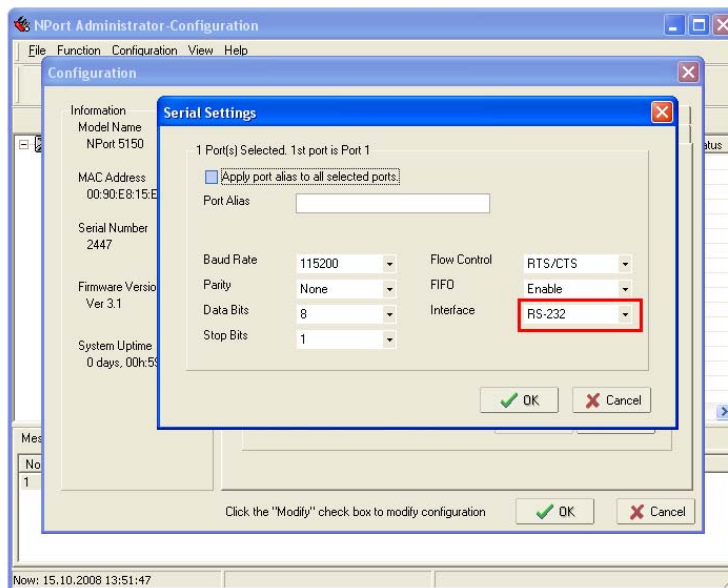 NPort Administrator-Configuration
File Function Configuration View Help
Configuration
Information
Model Name
NPort 5150
MAC Address
00:90:E8:15:E
Serial Number
2447
Firmware Versio
Ver 3.1
System Uptime
0 days, 00h:59
Serial Settings
1 Port(s) Selected. 1st port is Port 1
Apply port alias to all selected ports.
Port Alias
Baud Rate 115200 Flow Control RTS/CTS
Parity None FIFO Enable
Data Bits 8 Interface RS-232
Stop Bits 1
OK Cancel
Mes
No
1
Click the "Modify" check box to modify configuration OK Cancel
Now: 15.10.2008 13:51:47